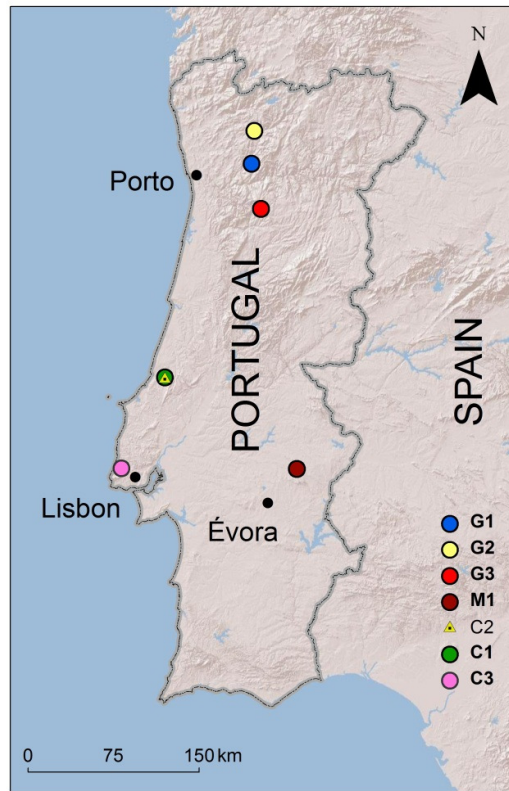 N
Porto
PORTUGAL
SPAIN
Lisbon
Évora
G1
G2
G3
M1
C2
C1
C3
0 75 150 km